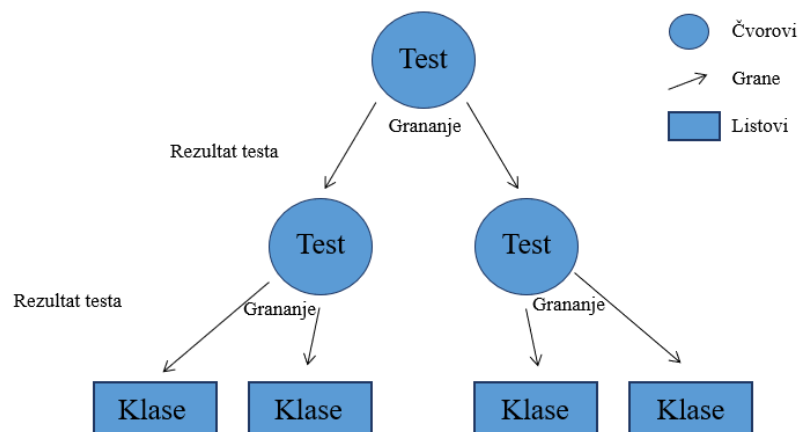 Test
Čvorovi
Grane
Listovi
Grananje
Rezultat testa
Test
Test
Rezultat testa
Grananje
Grananje
Klase
Klase
Klase
Klase